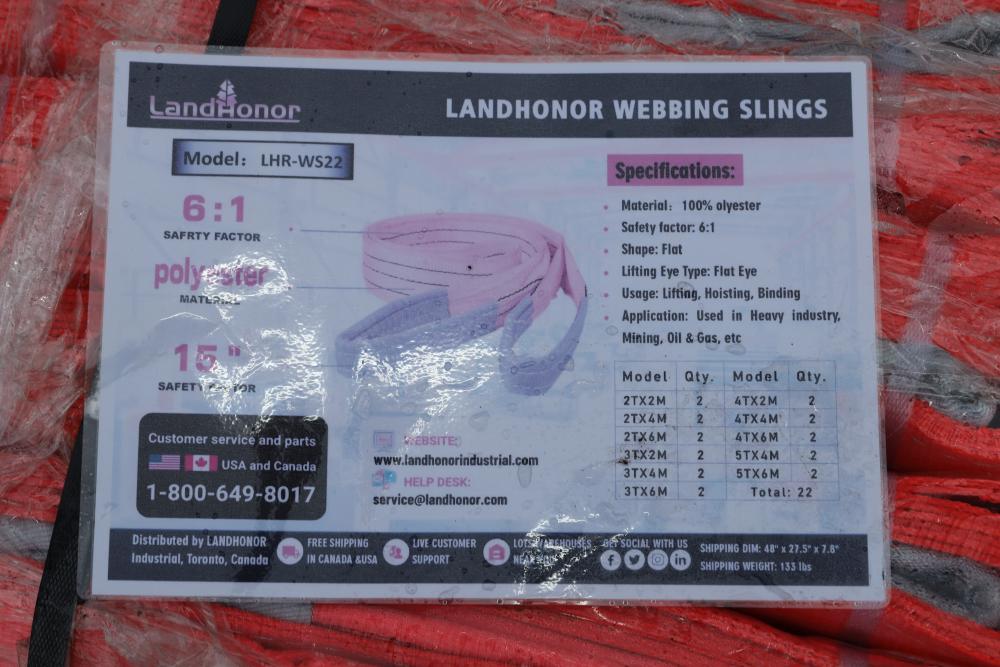 LandHonor
LANDHONOR WEBBING SLINGS
Model: LHR-WS22
6:1
SAFRTY FACTOR
polyester
MATERIAL
15"
SAFETY FACTOR
Customer service and parts
USA and Canada
1-800-649-8017
WEBSITE:
www.landhonorindustrial.com
HELP DESK:
service@landhonor.com
Specifications:
• Material: 100% olyester
• Safety factor: 6:1
• Shape: Flat
• Lifting Eye Type: Flat Eye
• Usage: Lifting, Hoisting, Binding
• Application: Used in Heavy industry,
Mining, Oil & Gas, etc
Model Qty. Model Qty.
2TX2M 2 4TX2M 2
2TX4M 2 4TX4M 2
2TX6M 2 4TX6M 2
3TX2M 2 5TX4M 2
3TX4M 2 5TX6M 2
3TX6M 2 Total: 22
Distributed by LANDHONOR
Industrial, Toronto, Canada
FREE SHIPPING
IN CANADA &USA
LIVE CUSTOMER
SUPPORT
LOTS WAREHOUSES
GET SOCIAL WITH US
SHIPPING DIM: 48" x 27.5" x 7.8"
SHIPPING WEIGHT: 133 lbs